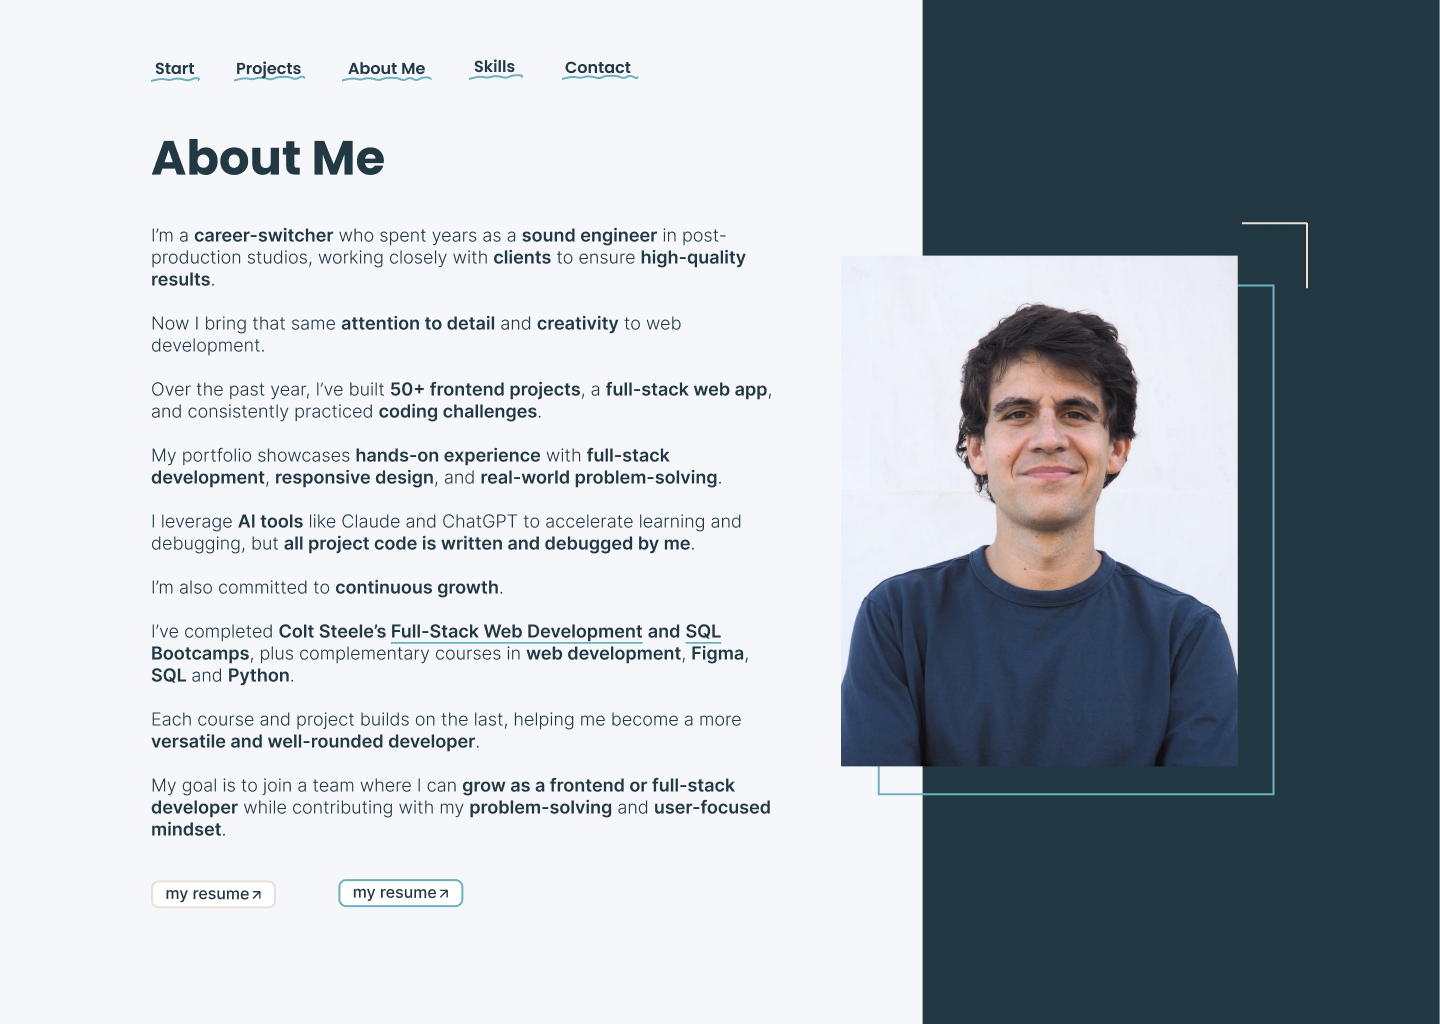 Start Projects About Me Skills Contact
About Me
I’m a career-switcher who spent years as a sound engineer in post-
production studios, working closely with clients to ensure high-quality
results.
Now I bring that same attention to detail and creativity to web
development.
Over the past year, I’ve built 50+ frontend projects, a full-stack web app,
and consistently practiced coding challenges.
My portfolio showcases hands-on experience with full-stack
development, responsive design, and real-world problem-solving.
I leverage AI tools like Claude and ChatGPT to accelerate learning and
debugging, but all project code is written and debugged by me.
I’m also committed to continuous growth.
I’ve completed Colt Steele’s Full-Stack Web Development and SQL
Bootcamps, plus complementary courses in web development, Figma,
SQL and Python.
Each course and project builds on the last, helping me become a more
versatile and well-rounded developer.
My goal is to join a team where I can grow as a frontend or full-stack
developer while contributing with my problem-solving and user-focused
mindset.
my resume↗ my resume↗